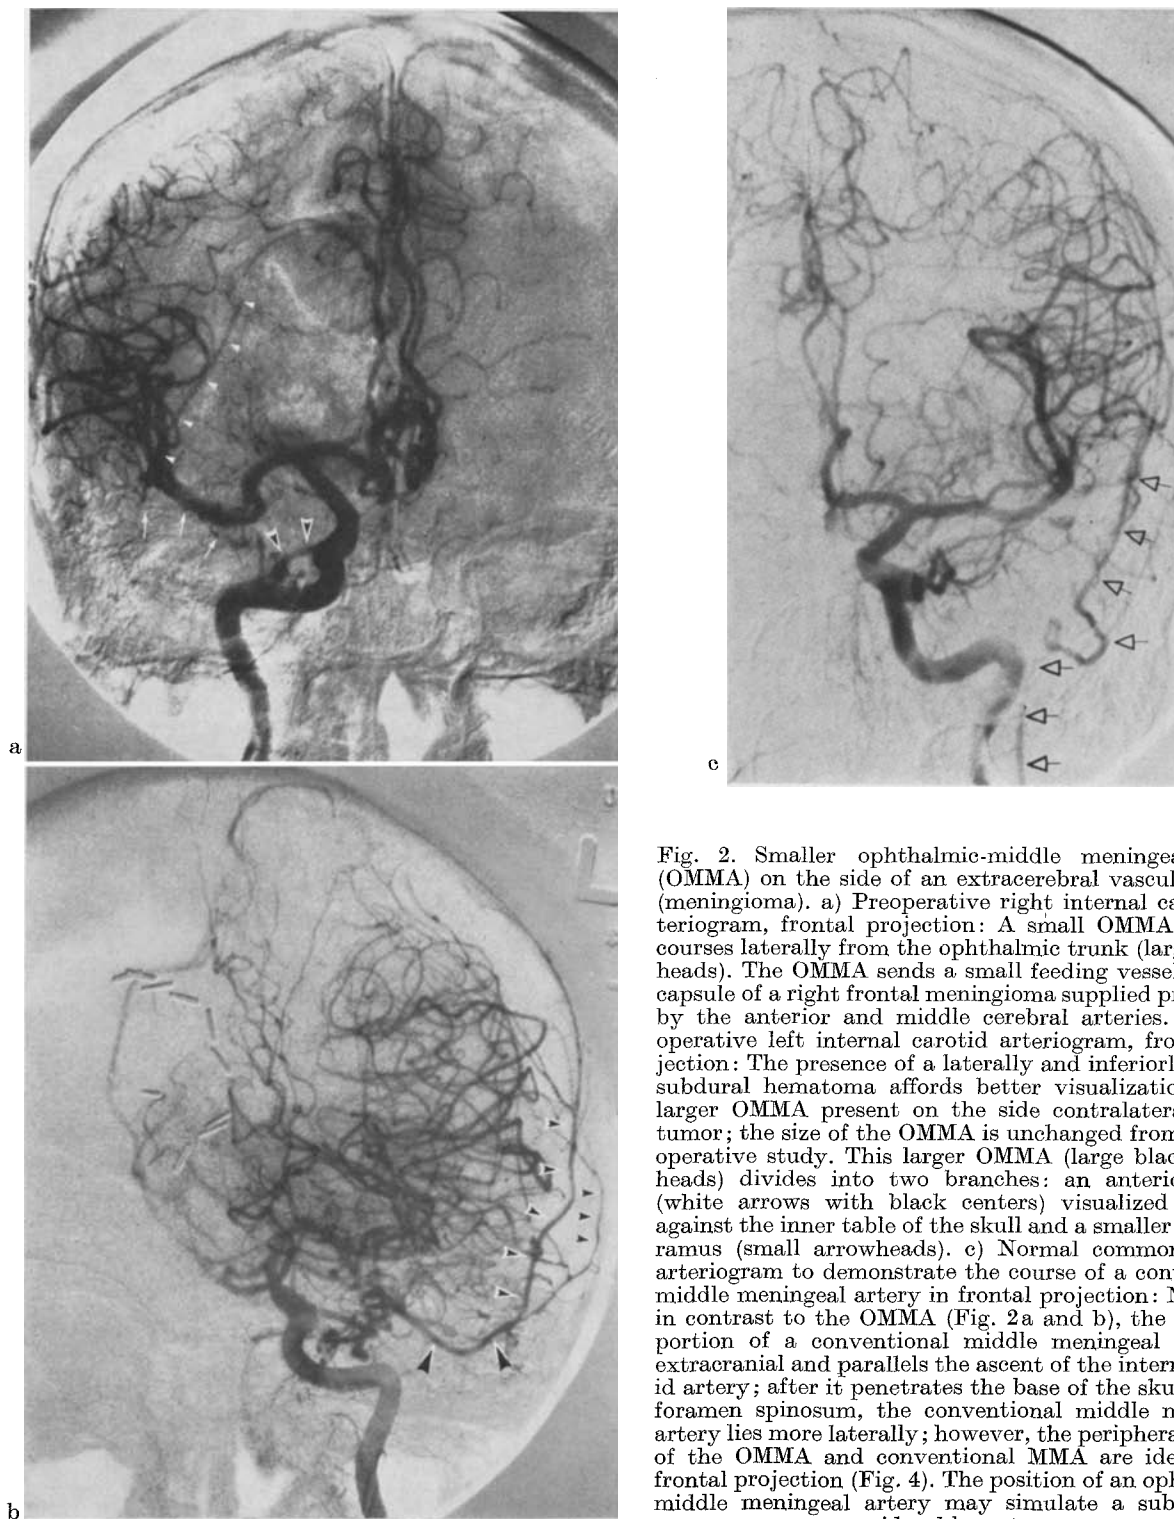 a
c
b
Fig. 2. Smaller ophthalmic-middle meningea
(OMMA) on the side of an extracerebral vascul
(meningioma). a) Preoperative right internal ca
teriogram, frontal projection: A small OMMA
courses laterally from the ophthalmic trunk (lar
heads). The OMMA sends a small feeding vesse
capsule of a right frontal meningioma supplied p
by the anterior and middle cerebral arteries.
operative left internal carotid arteriogram, fro
jection: The presence of a laterally and inferiorl
subdural hematoma affords better visualizatio
larger OMMA present on the side contralatera
tumor; the size of the OMMA is unchanged from
operative study. This larger OMMA (large blac
heads) divides into two branches: an anteri
(white arrows with black centers) visualized
against the inner table of the skull and a smaller
ramus (small arrowheads). c) Normal common
arteriogram to demonstrate the course of a con
middle meningeal artery in frontal projection:
in contrast to the OMMA (Fig. 2a and b), the
portion of a conventional middle meningeal
extracranial and parallels the ascent of the inter
id artery; after it penetrates the base of the sku
foramen spinosum, the conventional middle
artery lies more laterally; however, the periphera
of the OMMA and conventional MMA are ide
frontal projection (Fig. 4). The position of an oph
middle meningeal artery may simulate a sub